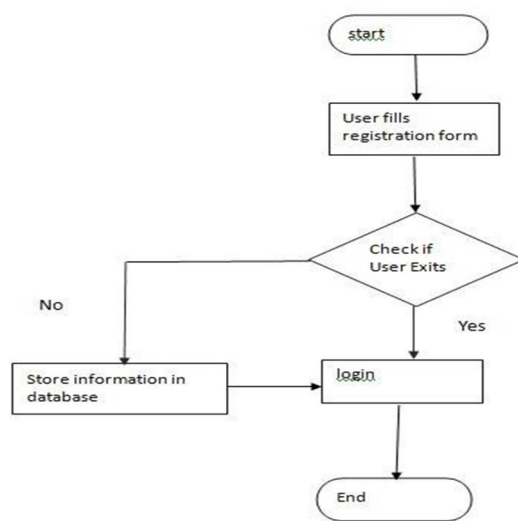 start
User fills
registration form
Check if
User Exits
No
Yes
Store information in
database
login
End